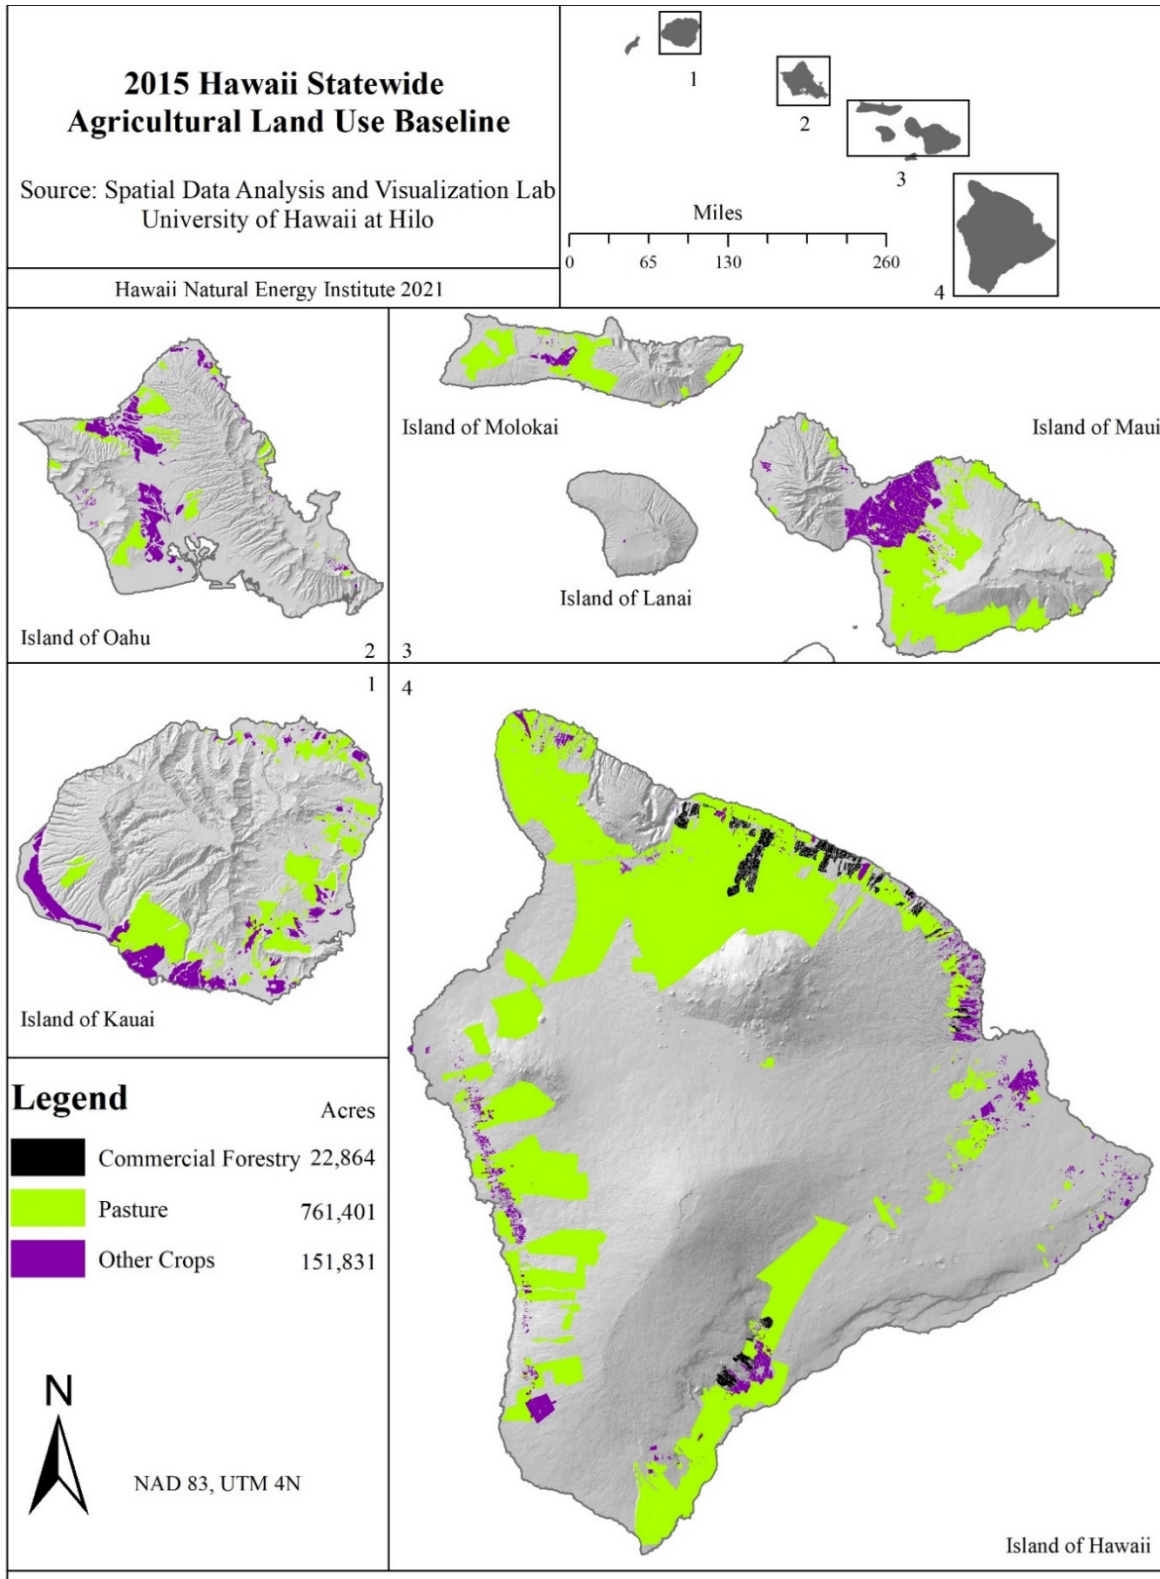 2015 Hawaii Statewide
Agricultural Land Use Baseline
Source: Spatial Data Analysis and Visualization Lab
University of Hawaii at Hilo
Hawaii Natural Energy Institute 2021
1
2
3
4
Miles
0 65 130 260
Island of Oahu
2
Island of Molokai
Island of Maui
Island of Lanai
3
1
Island of Kauai
4
Island of Hawaii
Legend
Acres
Commercial Forestry 22,864
Pasture 761,401
Other Crops 151,831
N
NAD 83, UTM 4N